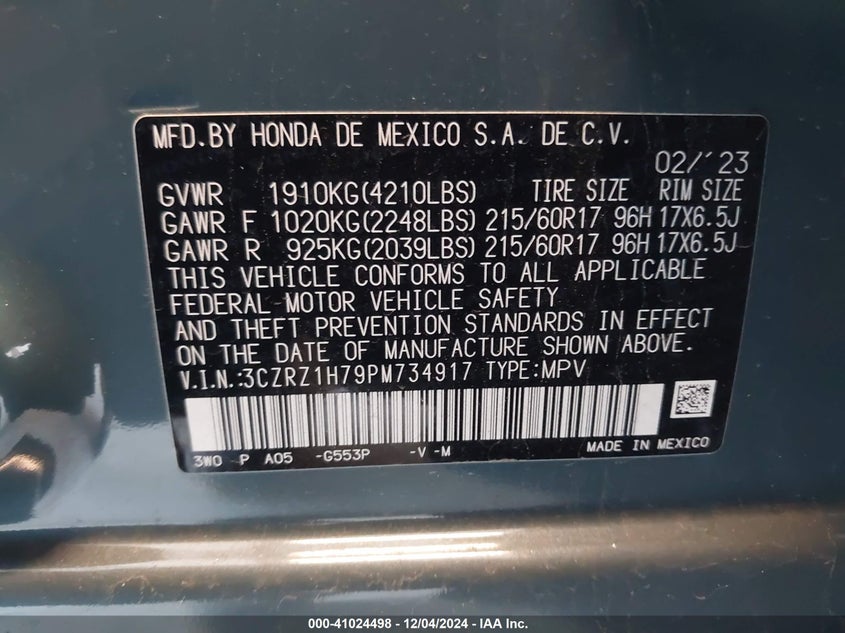 MFD.BY HONDA DE MEXICO S.A. DE C.V.
02/'23
GVWR 1910KG(4210LBS) TIRE SIZE RIM SIZE
GAWR F 1020KG(2248LBS) 215/60R17 96H 17X6.5J
GAWR R 925KG(2039LBS) 215/60R17 96H 17X6.5J
THIS VEHICLE CONFORMS TO ALL APPLICABLE
FEDERAL MOTOR VEHICLE SAFETY
AND THEFT PREVENTION STANDARDS IN EFFECT
ON THE DATE OF MANUFACTURE SHOWN ABOVE.
V.I.N.:3CZRZ1H79PM734917 TYPE:MPV
3W0 P A05 -G553P -V -M MADE IN MEXICO
000-41024498 - 12/04/2024 - IAA Inc.